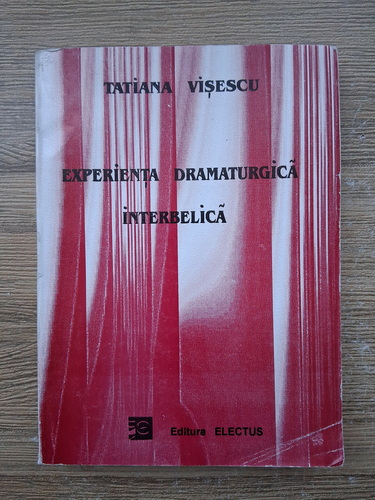 TATIANA VIȘESCU
EXPERIENȚA DRAMATURGICĂ
INTERBELICĂ
Editura ELECTUS